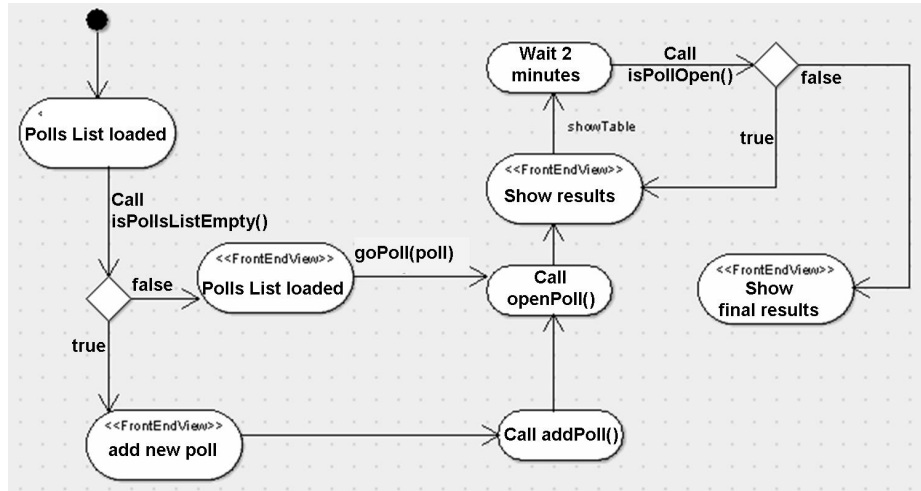 Polls List loaded
Call
isPollsListEmpty()
false
true
<<FrontEndView>>
Polls List loaded
goPoll(poll)
<<FrontEndView>>
add new poll
Call addPoll()
Call
openPoll()
<<FrontEndView>>
Show results
showTable
Wait 2
minutes
Call
isPollOpen()
true
false
<<FrontEndView>>
Show
final results